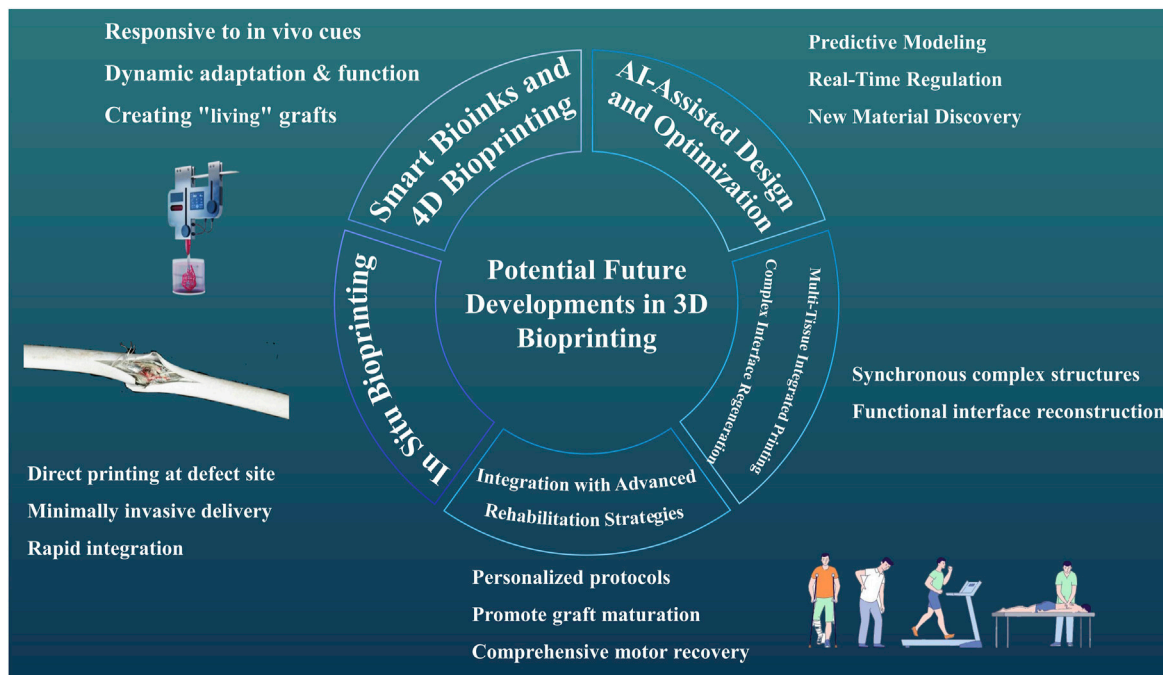 Responsive to in vivo cues
Dynamic adaptation & function
Creating "living" grafts
Smart Bioinks and
4D Bioprinting
AI-Assisted Design
and Optimization
Predictive Modeling
Real-Time Regulation
New Material Discovery
Potential Future
Developments in 3D
Bioprinting
In Situ Bioprinting
Multi-Tissue Integrated Printing
Complex Interface Regeneration
Synchronous complex structures
Functional interface reconstruction
Direct printing at defect site
Minimally invasive delivery
Rapid integration
Integration with Advanced
Rehabilitation Strategies
Personalized protocols
Promote graft maturation
Comprehensive motor recovery